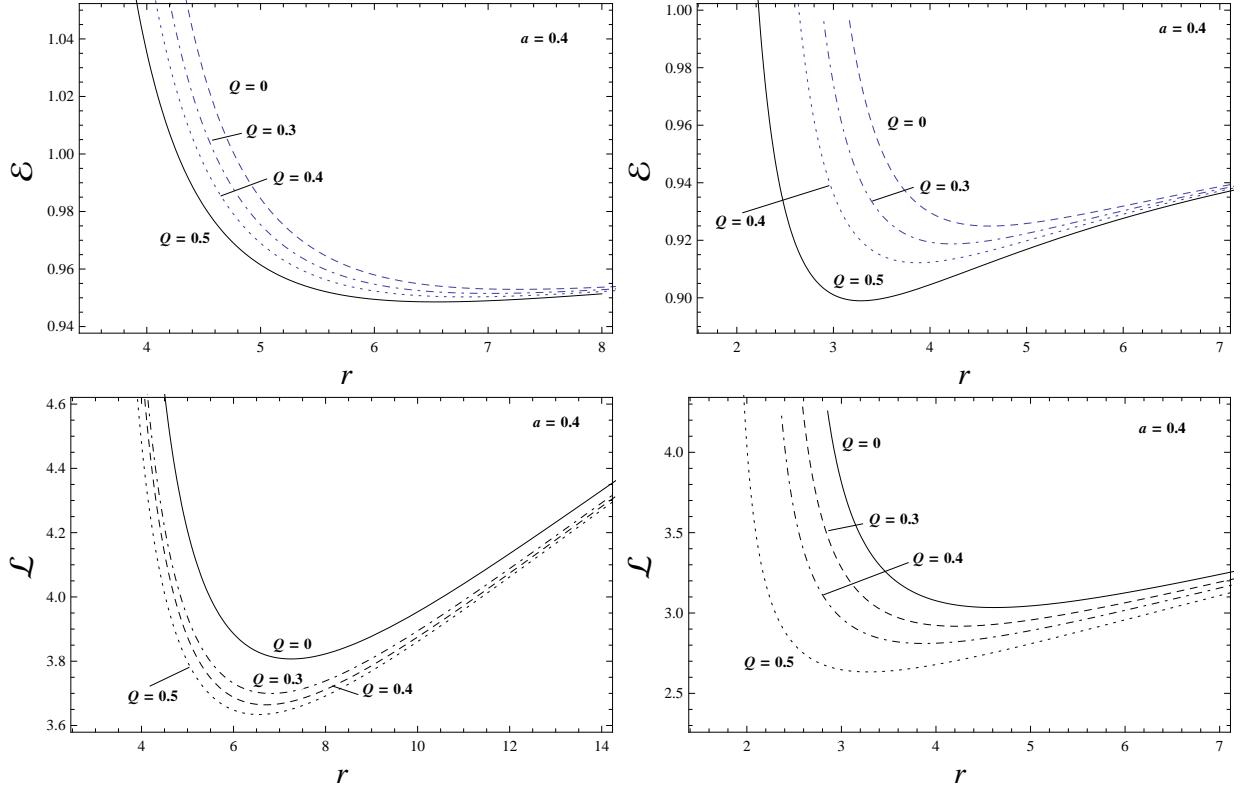 1.04
1.02
1.00
0.98
0.96
0.94
ℰ
a = 0.4
Q = 0
Q = 0.3
Q = 0.4
Q = 0.5
4 5 6 7 8
r
1.00
0.98
0.96
0.94
0.92
0.90
ℰ
a = 0.4
Q = 0
Q = 0.3
Q = 0.4
Q = 0.5
2 3 4 5 6 7
r
4.6
4.4
4.2
4.0
3.8
3.6
ℒ
a = 0.4
Q = 0
Q = 0.3
Q = 0.4
Q = 0.5
4 6 8 10 12 14
r
4.0
3.5
3.0
2.5
ℒ
a = 0.4
Q = 0
Q = 0.3
Q = 0.4
Q = 0.5
2 3 4 5 6 7
r